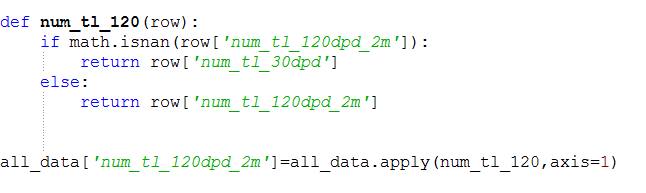 def num_tl_120(row):
    if math.isnan(row['num_tl_120dpd_2m']):
        return row['num_tl_30dpd']
    else:
        return row['num_tl_120dpd_2m']
all_data['num_tl_120dpd_2m']=all_data.apply(num_tl_120,axis=1)